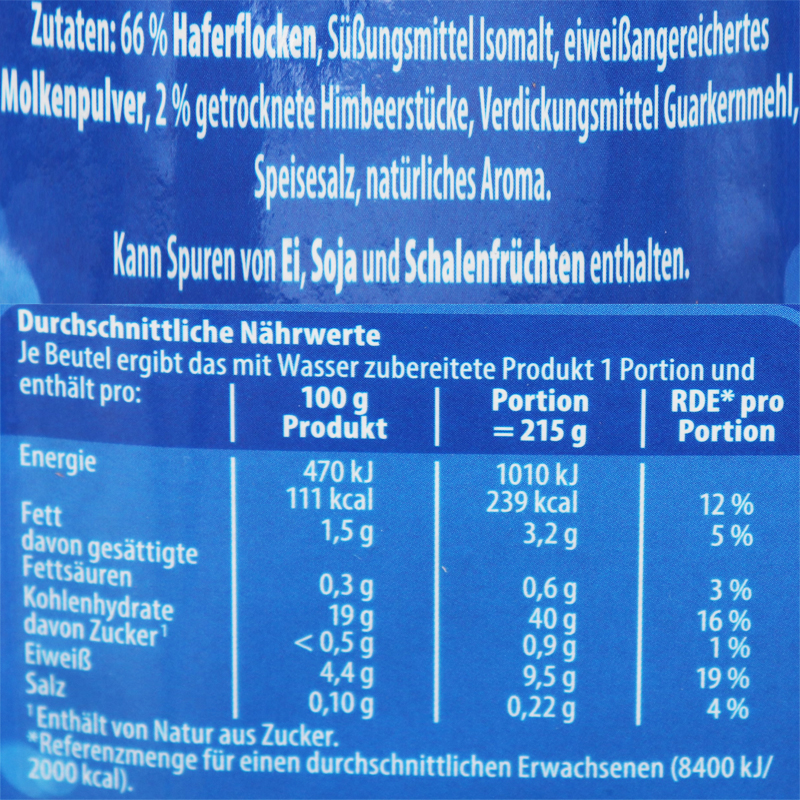 Zutaten: 66 % Haferflocken, Süßungsmittel Isomalt, eiweißangereichertes
Molkenpulver, 2 % getrocknete Himbeerstücke, Verdickungsmittel Guarkernmehl,
Speisesalz, natürliches Aroma.
Kann Spuren von Ei, Soja und Schalenfrüchten enthalten.
Durchschnittliche Nährwerte
Je Beutel ergibt das mit Wasser zubereitete Produkt 1 Portion und
enthält pro: 100 g Portion RDE* pro
Produkt = 215 g Portion
Energie 470 kJ 1010 kJ
111 kcal 239 kcal 12 %
Fett 1,5 g 3,2 g 5 %
davon gesättigte
Fettsäuren 0,3 g 0,6 g 3 %
Kohlenhydrate 19 g 40 g 16 %
davon Zucker¹ < 0,5 g 0,9 g 1 %
Eiweiß 4,4 g 9,5 g 19 %
Salz 0,10 g 0,22 g 4 %
¹Enthält von Natur aus Zucker.
*Referenzmenge für einen durchschnittlichen Erwachsenen (8400 kJ/
2000 kcal).